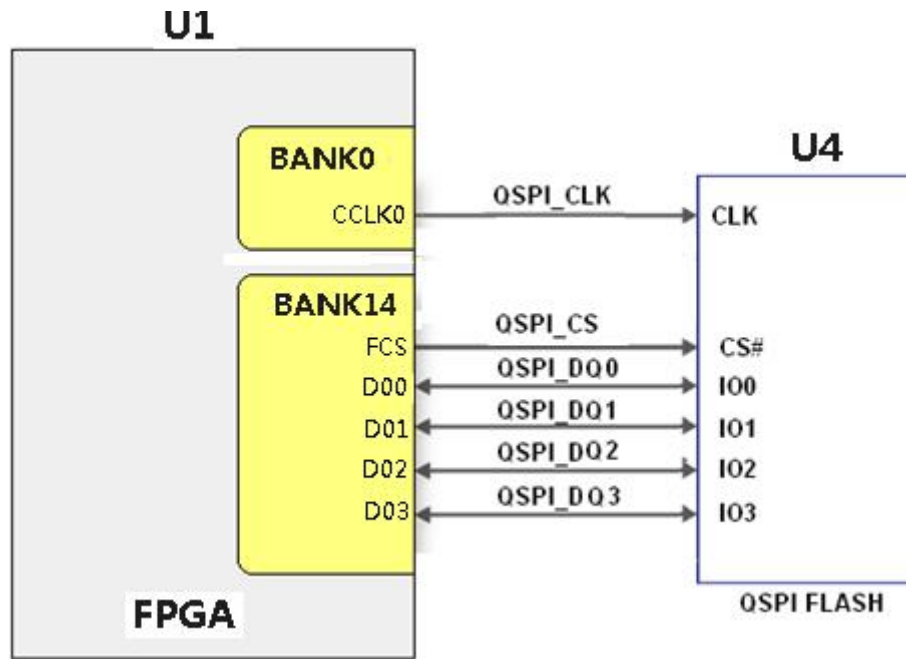 U1
BANK0
CCLK0
QSPI_CLK
U4
CLK
BANK14
FCS
QSPI_CS
CS#
D00
QSPI_DQ0
IO0
D01
QSPI_DQ1
IO1
D02
QSPI_DQ2
IO2
D03
QSPI_DQ3
IO3
FPGA
QSPI FLASH